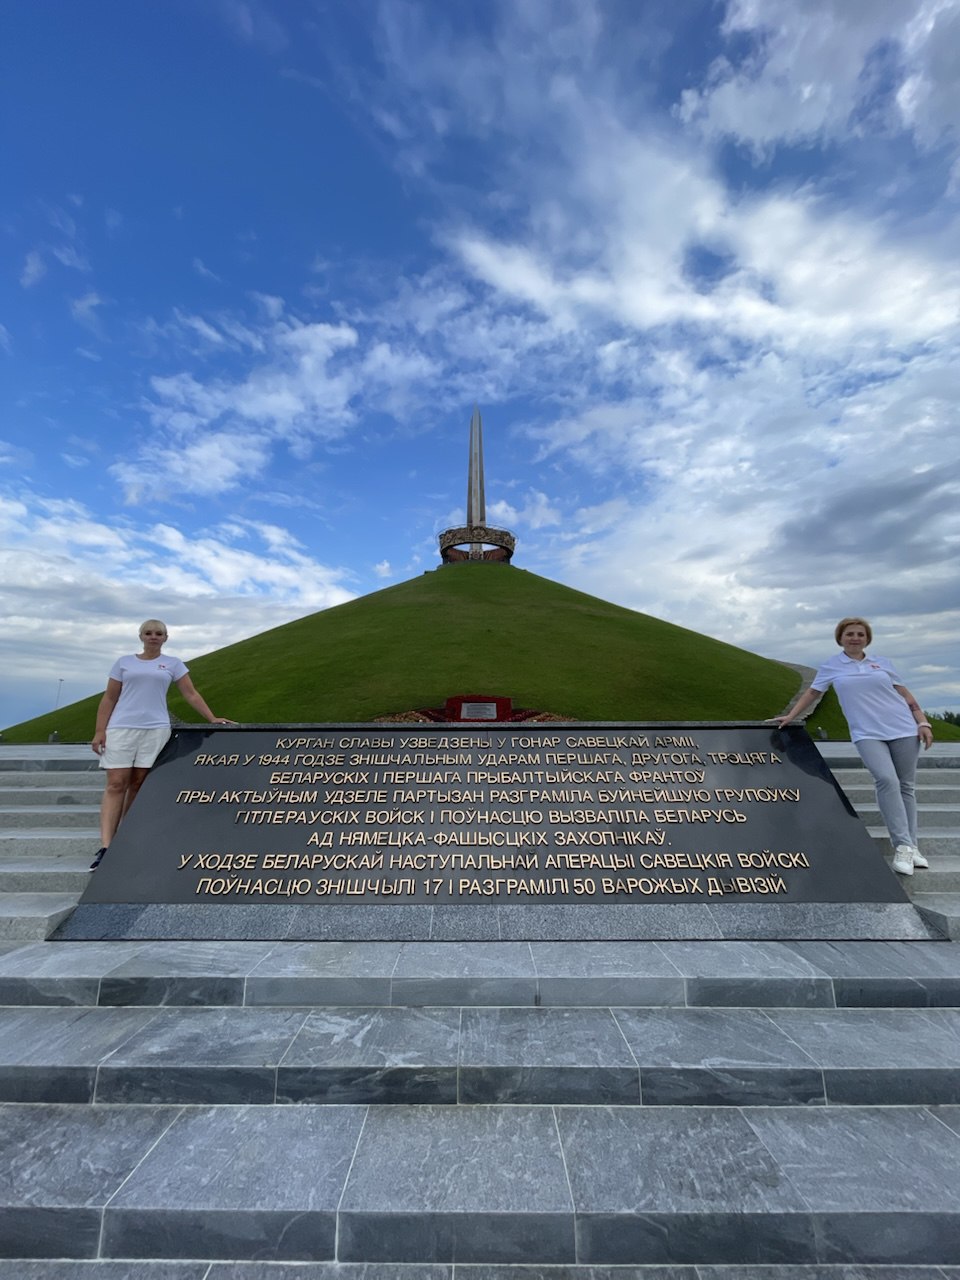 КУРГАН СЛАВЫ УЗВЕДЗЕНЫ У ГОНАР САВЕЦКАЙ АРМІІ,
ЯКАЯ У 1944 ГОДЗЕ ЗНІШЧАЛЬНЫМ УДАРАМ ПЕРШАГА, ДРУГОГА, ТРЭЦЯГА
БЕЛАРУСКІХ І ПЕРШАГА ПРЫБАЛТЫЙСКАГА ФРАНТОЎ
ПРЫ АКТЫЎНЫМ УДЗЕЛЕ ПАРТЫЗАН РАЗГРАМІЛА БУЙНЕЙШУЮ ГРУПОЎКУ
ГІТЛЕРАЎСКІХ ВОЙСК І ПОЎНАСЦЮ ВЫЗВАЛІЛА БЕЛАРУСЬ
АД НЯМЕЦКА-ФАШЫСЦКІХ ЗАХОПНІКАЎ.
У ХОДЗЕ БЕЛАРУСКАЙ НАСТУПАЛЬНАЙ АПЕРАЦЫІ САВЕЦКІЯ ВОЙСКІ
ПОЎНАСЦЮ ЗНІШЧЫЛІ 17 І РАЗГРАМІЛІ 50 ВАРОЖЫХ ДЫВІЗІЙ